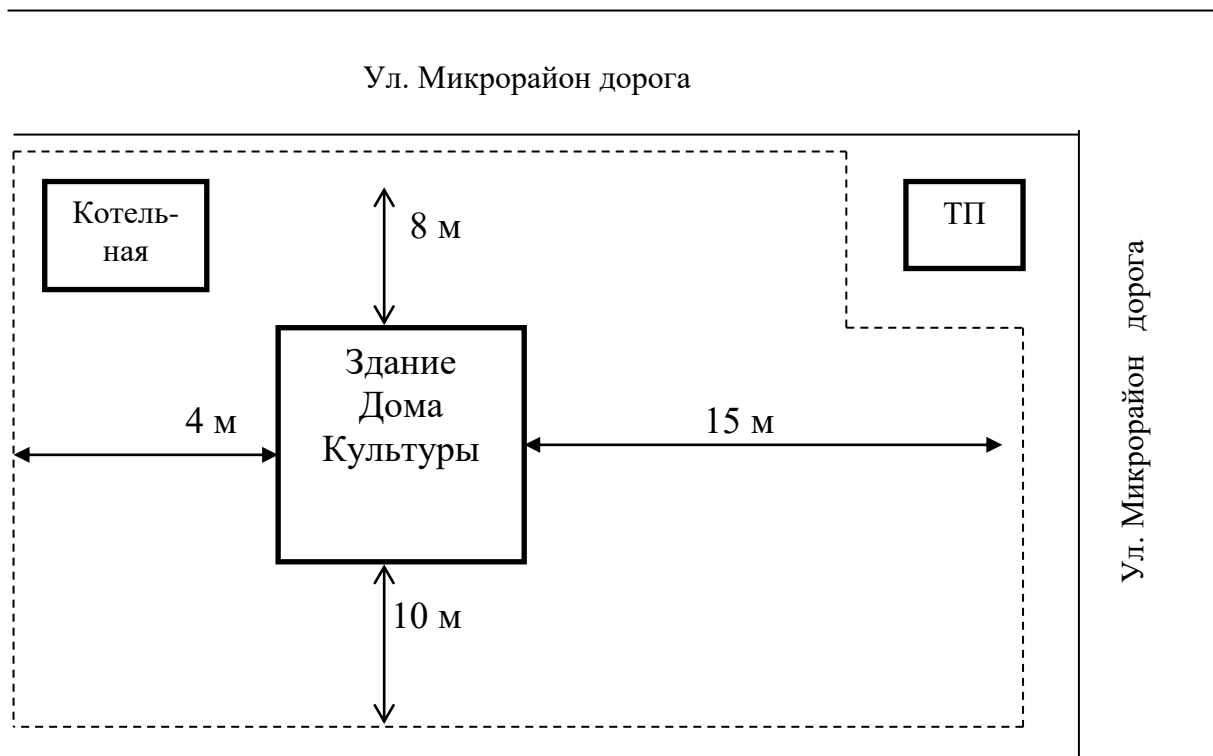 Ул. Микрорайон дорога
Котель-
ная
8 м
ТП
Здание
Дома
Культуры
4 м
15 м
10 м
Ул. Микрорайон дорога